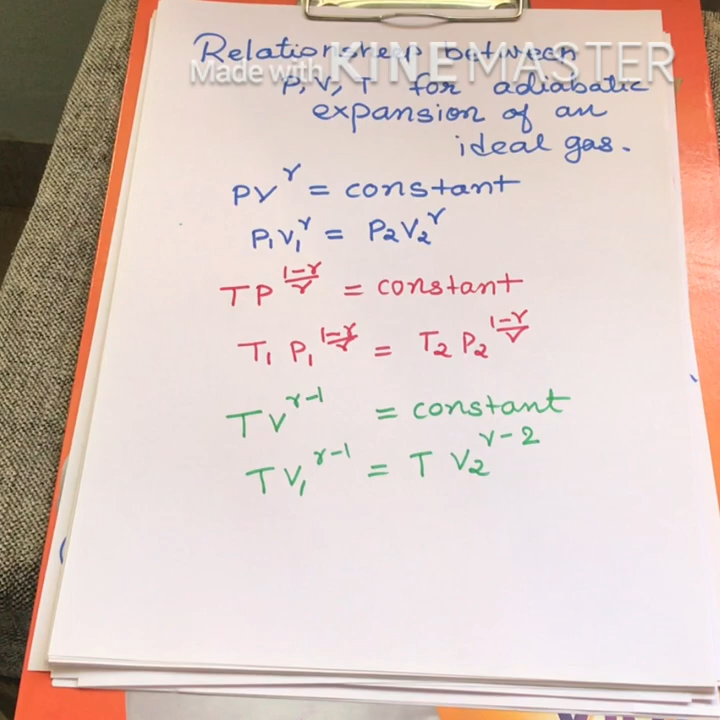 Relationship between
Made with KINEMASTER
P, V, T for adiabatic
expansion of an
ideal gas.
PV^γ = constant
P₁V₁^γ = P₂V₂^γ
TP^((1-γ)/γ) = constant
T₁ P₁^((1-γ)/γ) = T₂ P₂^((1-γ)/γ)
TV^(γ-1) = constant
TV₁^(γ-1) = T V₂^(γ-2)